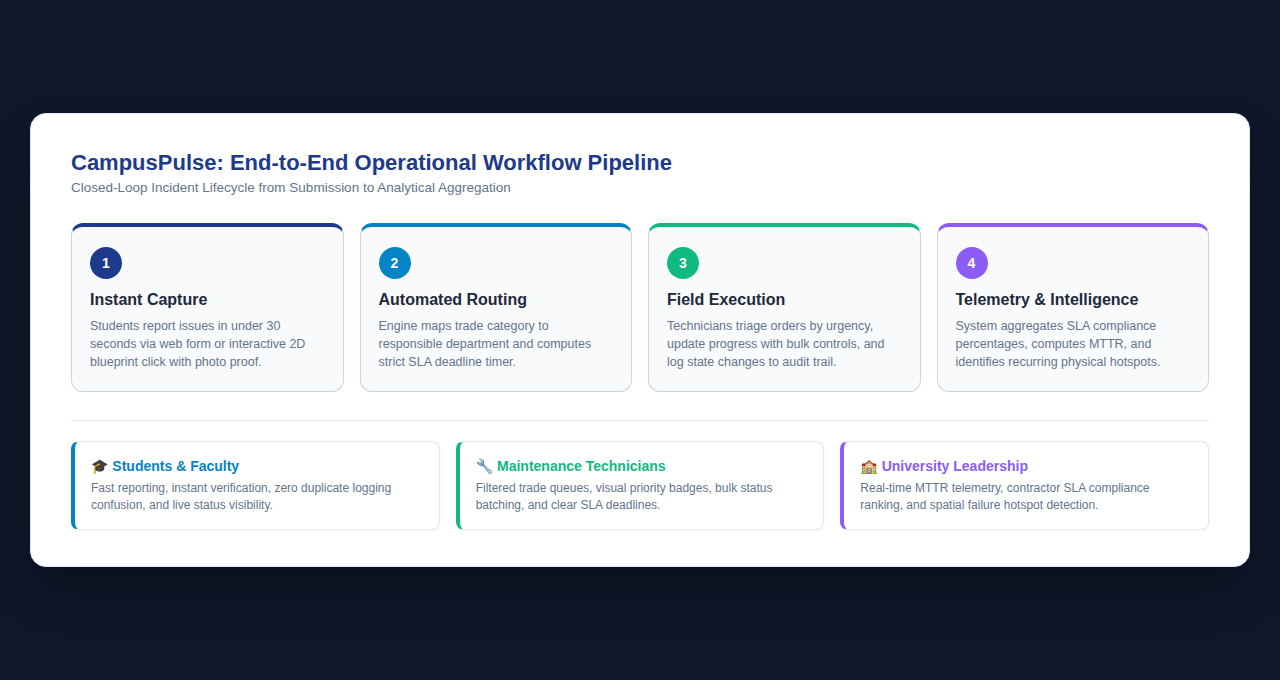 CampusPulse: End-to-End Operational Workflow Pipeline
Closed-Loop Incident Lifecycle from Submission to Analytical Aggregation
1
Instant Capture
Students report issues in under 30
seconds via web form or interactive 2D
blueprint click with photo proof.
2
Automated Routing
Engine maps trade category to
responsible department and computes
strict SLA deadline timer.
3
Field Execution
Technicians triage orders by urgency,
update progress with bulk controls, and
log state changes to audit trail.
4
Telemetry & Intelligence
System aggregates SLA compliance
percentages, computes MTTR, and
identifies recurring physical hotspots.
🎓 Students & Faculty
Fast reporting, instant verification, zero duplicate logging
confusion, and live status visibility.
🔧 Maintenance Technicians
Filtered trade queues, visual priority badges, bulk status
batching, and clear SLA deadlines.
🏫 University Leadership
Real-time MTTR telemetry, contractor SLA compliance
ranking, and spatial failure hotspot detection.